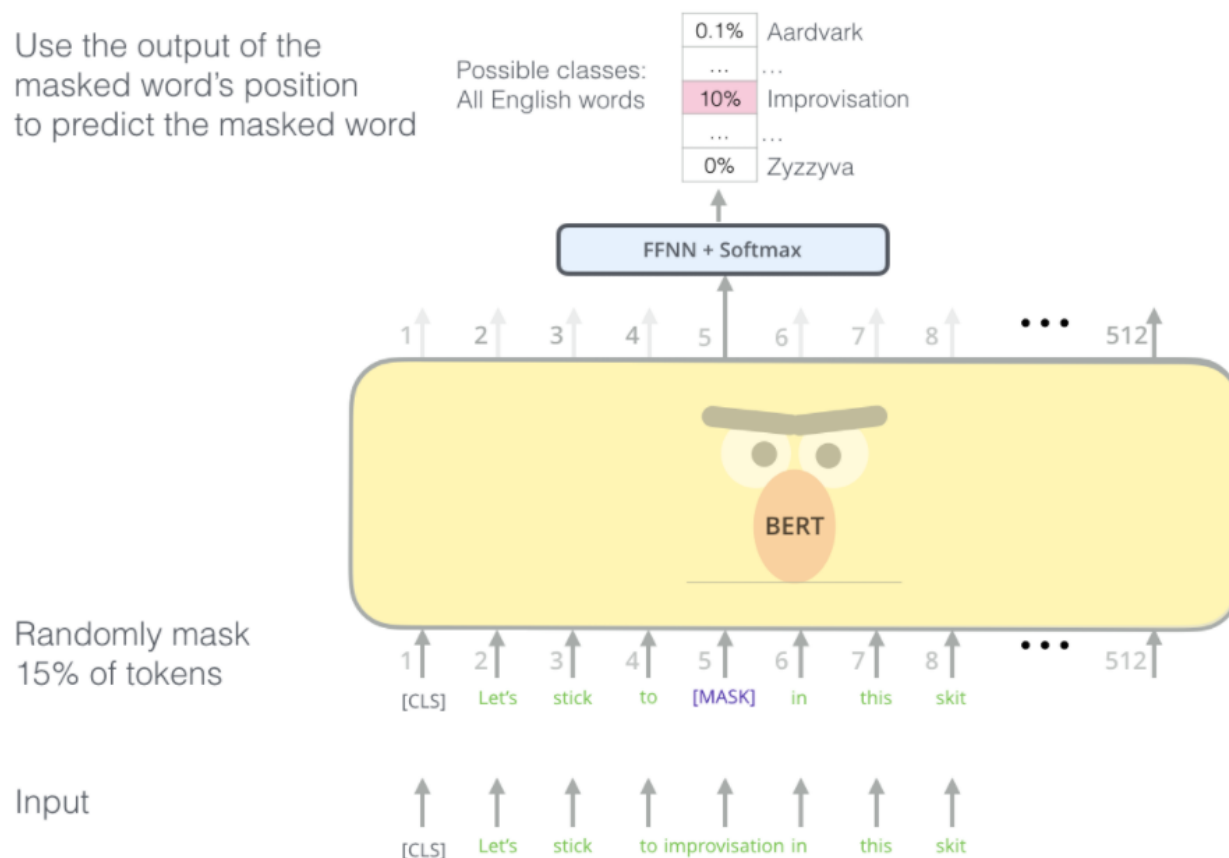 Use the output of the
masked word's position
to predict the masked word
Possible classes:
All English words
0.1% Aardvark
... ...
10% Improvisation
... ...
0% Zyzzyva
FFNN + Softmax
1 2 3 4 5 6 7 8 ••• 512
BERT
Randomly mask
15% of tokens
1 2 3 4 5 6 7 8 ••• 512
[CLS] Let's stick to [MASK] in this skit
Input
[CLS] Let's stick to improvisation in this skit